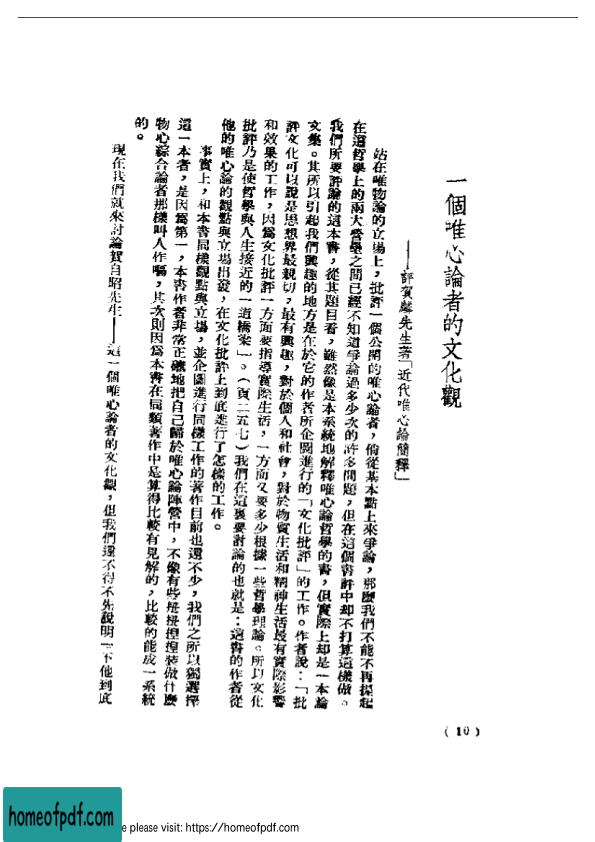 一個唯心論者的文化觀
——評賀麟先生著「近代唯心論簡釋」——
站在唯物論的立場上,批評一個公開的唯心論者,倘從基本點上來爭論,那麼我們不能不再提起
在這哲學上的兩大營壘之間已經不知道爭論過多少次的許多問題,但在這個書評中却不打算這樣做。
我們所要評論的這本書,從其題目看,雖然像是本系統地解釋唯心論哲學的書,但實際上却是一本論
文集。其所以引起我們興趣的地方是在於它的作者所企圖進行的「文化批評」的工作。作者說:「批
評文化可以說是思想界最親切,最有興趣,對於個人和社會,對於物質生活和精神生活最有實際影響
和效果的工作,因爲文化批評一方面要指導實際生活,一方面又要多少根據一些哲學理論。所以文化
批評乃是使哲學與人生接近的一道橋梁」。(頁二五七)我們在這裏要討論的也就是:這書的作者從
他的唯心論的觀點與立場出發,在文化批評上到底進行了怎樣的工作。
事實上,和本書同樣觀點與立場,並企圖進行同樣工作的著作目前也還不少,我們之所以獨選擇
這一本者,是因爲第一,本書作者非常正確地把自己歸於唯心論陣營中,不像有些扭扭捏捏裝做什麼
物心綜合論者那樣叫人作嘔,其次則因爲本書在同類著作中是算得比較有見解的,比較的能成一系統
的。
現在我們就來討論賀自昭先生——這一個唯心論者的文化觀,但我們還不得不先說明一下他到底
( 10 )
homeofpdf.com
e please visit: https://homeofpdf.com